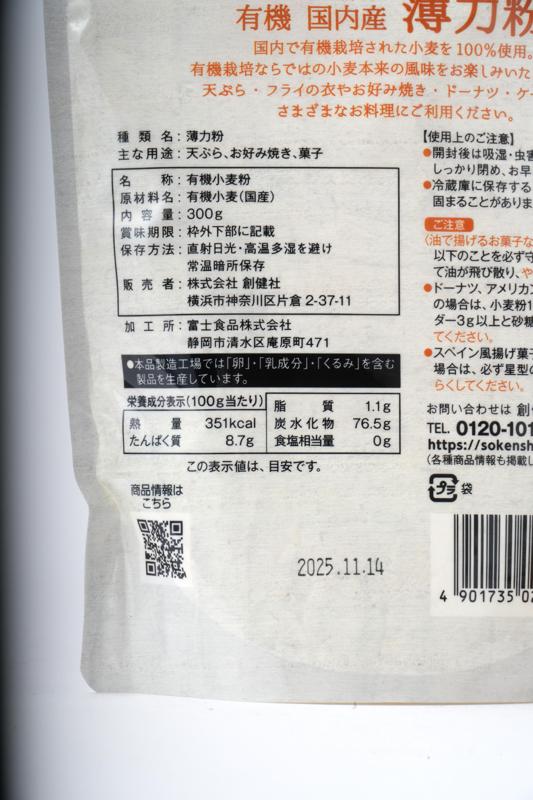 有機 国内産 薄力粉
国内で有機栽培された小麦を100%使用。
有機栽培ならではの小麦本来の風味をお楽しみいた
天ぷら・フライの衣やお好み焼き・ドーナツ・ケー
さまざまなお料理にご利用ください。
種類名：薄力粉
主な用途：天ぷら、お好み焼き、菓子
名称：有機小麦粉
原材料名：有機小麦(国産)
内容量：300g
賞味期限：枠外下部に記載
保存方法：直射日光・高温多湿を避け
常温暗所保存
販売者：株式会社 創健社
横浜市神奈川区片倉 2-37-11
加工所：富士食品株式会社
静岡市清水区庵原町471
●本品製造工場では「卵」・「乳成分」・「くるみ」を含む
製品を生産しています。
栄養成分表示(100g当たり)
熱量 351kcal
たんぱく質 8.7g
脂質 1.1g
炭水化物 76.5g
食塩相当量 0g
この表示値は、目安です。
商品情報は
こちら
2025.11.14
【使用上のご注意】
●開封後は吸湿・虫害
しっかり閉め、お早
●冷蔵庫に保存する
固まることがありま
ご注意
〈油で揚げるお菓子な
以下のことを必ず守
て油が飛び散り、や
●ドーナツ、アメリカン
の場合は、小麦粉1
ダー3g以上と砂糖
てください。
●スペイン風揚げ菓子
場合は、必ず星型の
らくしてください。
お問い合わせは 創
TEL. 0120-101
https://sokensh
(各種商品情報も掲載し
プラ 袋
4 901735 02